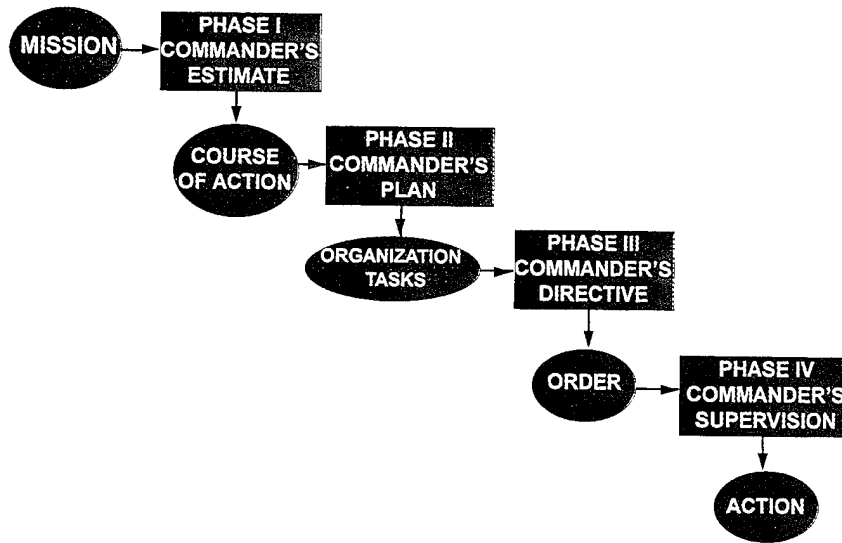 MISSION
PHASE I
COMMANDER'S
ESTIMATE
COURSE
OF ACTION
PHASE II
COMMANDER'S
PLAN
ORGANIZATION
TASKS
PHASE III
COMMANDER'S
DIRECTIVE
ORDER
PHASE IV
COMMANDER'S
SUPERVISION
ACTION